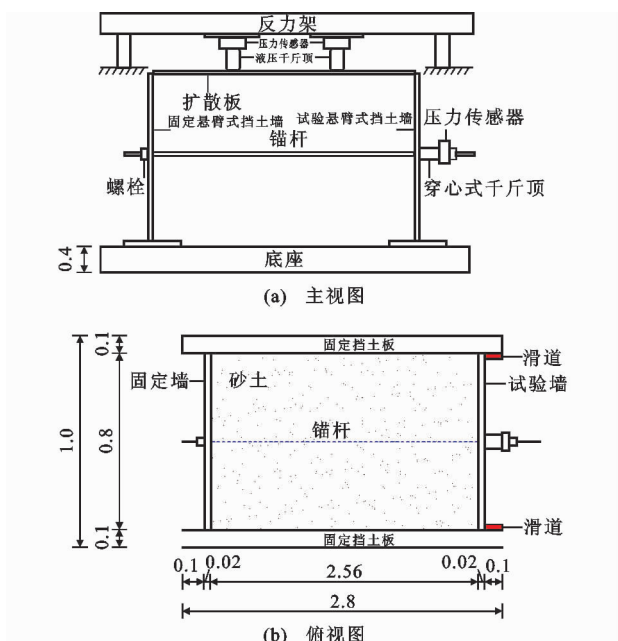 反力架
压力传感器
液压千斤顶
扩散板
固定悬臂式挡土墙
试验悬臂式挡土墙
压力传感器
锚杆
螺栓
穿心式千斤顶
0.4
底座
(a) 主视图
0.1
固定挡土板
滑道
固定墙
砂土
试验墙
1.0
0.8
锚杆
0.1
滑道
固定挡土板
0.1
0.02
2.56
0.02
0.1
2.8
(b) 俯视图